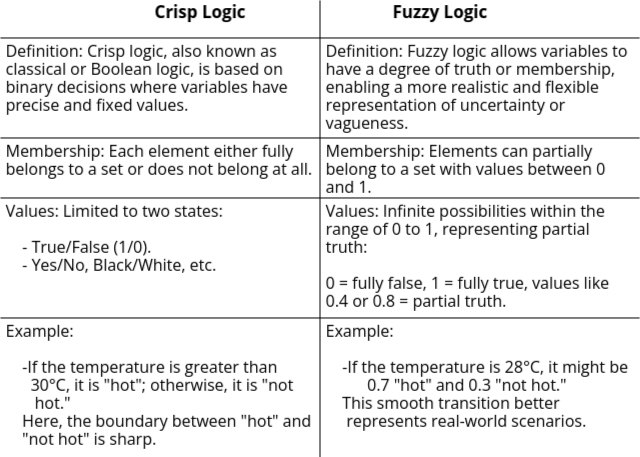 Crisp Logic
Fuzzy Logic
Definition: Crisp logic, also known as
classical or Boolean logic, is based on
binary decisions where variables have
precise and fixed values.
Definition: Fuzzy logic allows variables to
have a degree of truth or membership,
enabling a more realistic and flexible
representation of uncertainty or
vagueness.
Membership: Each element either fully
belongs to a set or does not belong at all.
Membership: Elements can partially
belong to a set with values between 0
and 1.
Values: Limited to two states:
- True/False (1/0).
- Yes/No, Black/White, etc.
Values: Infinite possibilities within the
range of 0 to 1, representing partial
truth:
0 = fully false, 1 = fully true, values like
0.4 or 0.8 = partial truth.
Example:
-If the temperature is greater than
30°C, it is "hot"; otherwise, it is "not
hot."
Here, the boundary between "hot" and
"not hot" is sharp.
Example:
-If the temperature is 28°C, it might be
0.7 "hot" and 0.3 "not hot."
This smooth transition better
represents real-world scenarios.